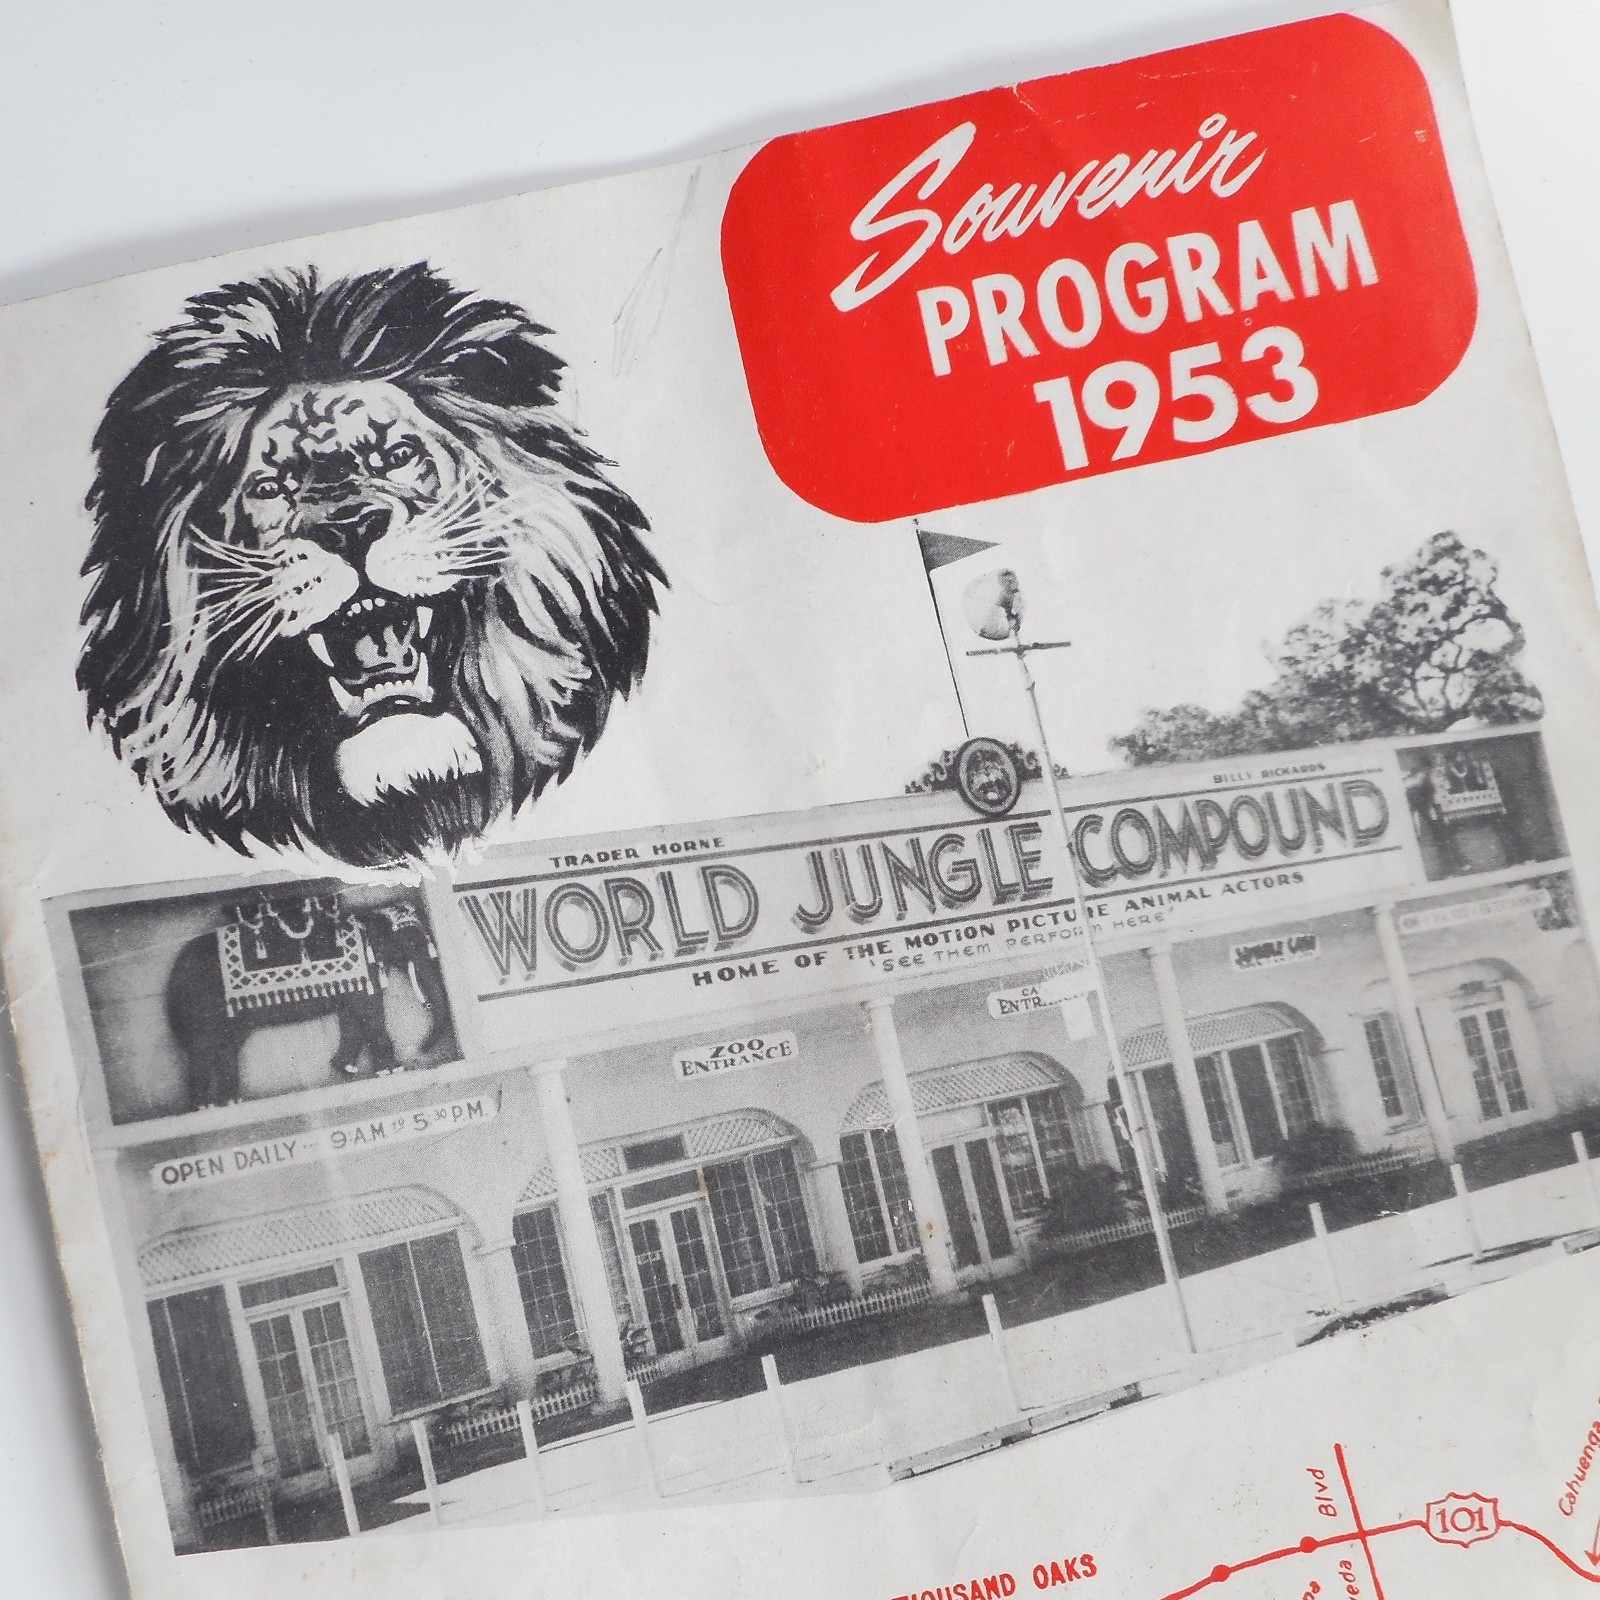 Souvenir
PROGRAM
1953
TRADER HORNE
BILLY RICHARDS
WORLD JUNGLE COMPOUND
HOME OF THE MOTION PICTURE ANIMAL ACTORS
'SEE THEM PERFORM HERE'
ZOO
ENTRANCE
OPEN DAILY... 9 A.M. TO 5:30 P.M.
Blvd
101
Cahuenga
OAKS